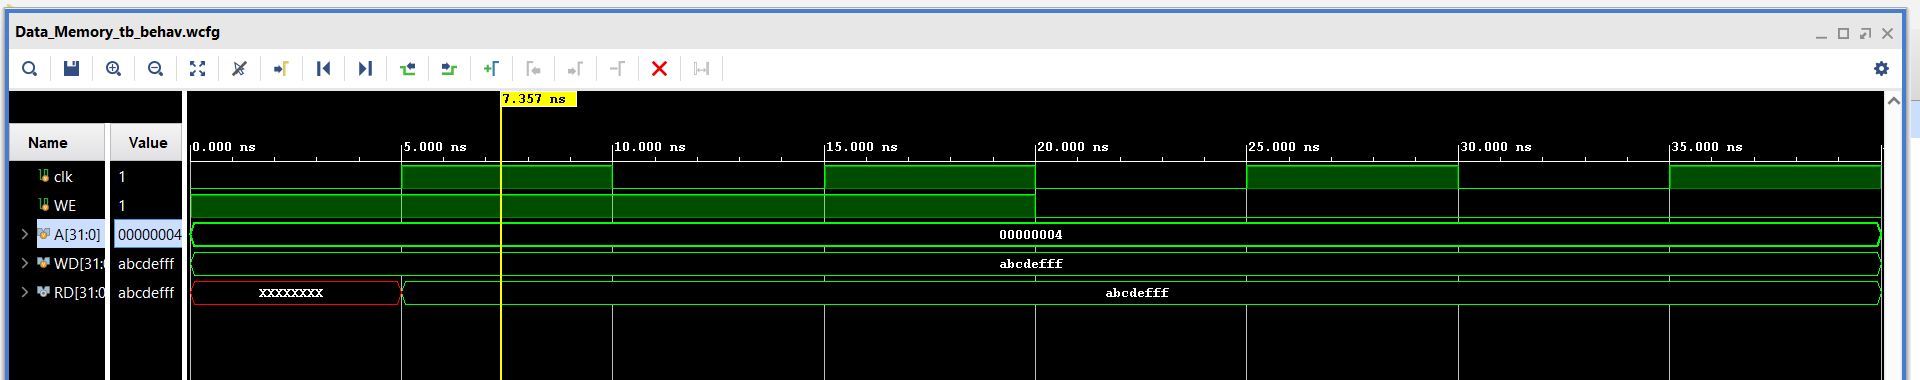 Data_Memory_tb_behav.wcfg
7.357 ns
Name Value
0.000 ns 5.000 ns 10.000 ns 15.000 ns 20.000 ns 25.000 ns 30.000 ns 35.000 ns
clk 1
WE 1
A[31:0] 00000004 00000004
WD[31:0 abcdefff abcdefff
RD[31:0 abcdefff XXXXXXXX abcdefff